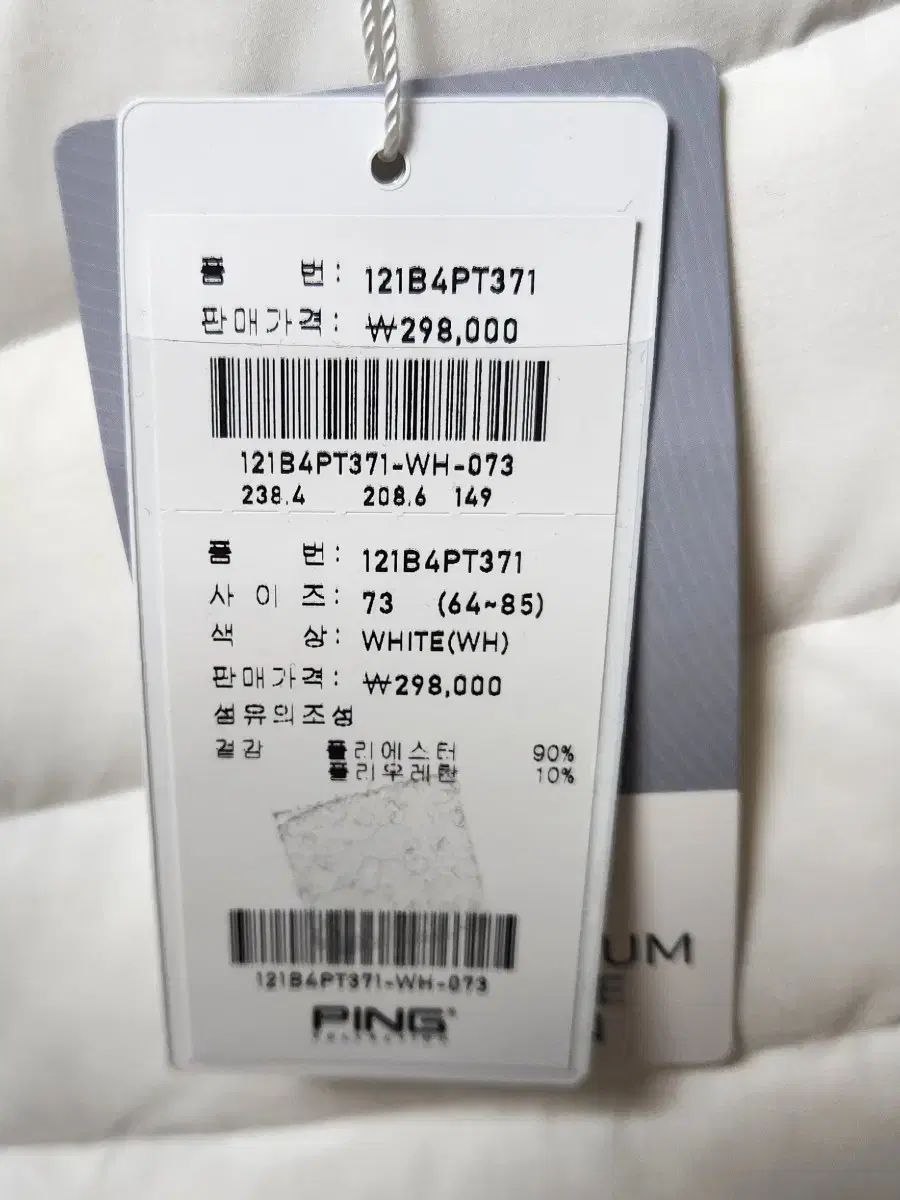 품 번: 121B4PT371
판매가격: ₩298,000
121B4PT371-WH-073
238.4 208.6 149
품 번: 121B4PT371
사 이 즈: 73 (64~85)
색 상: WHITE(WH)
판매가격: ₩298,000
섬유의조성
겉감 폴리에스터 90%
폴리우레탄 10%
121B4PT371-WH-073
PING
COLLECTION
UM
E